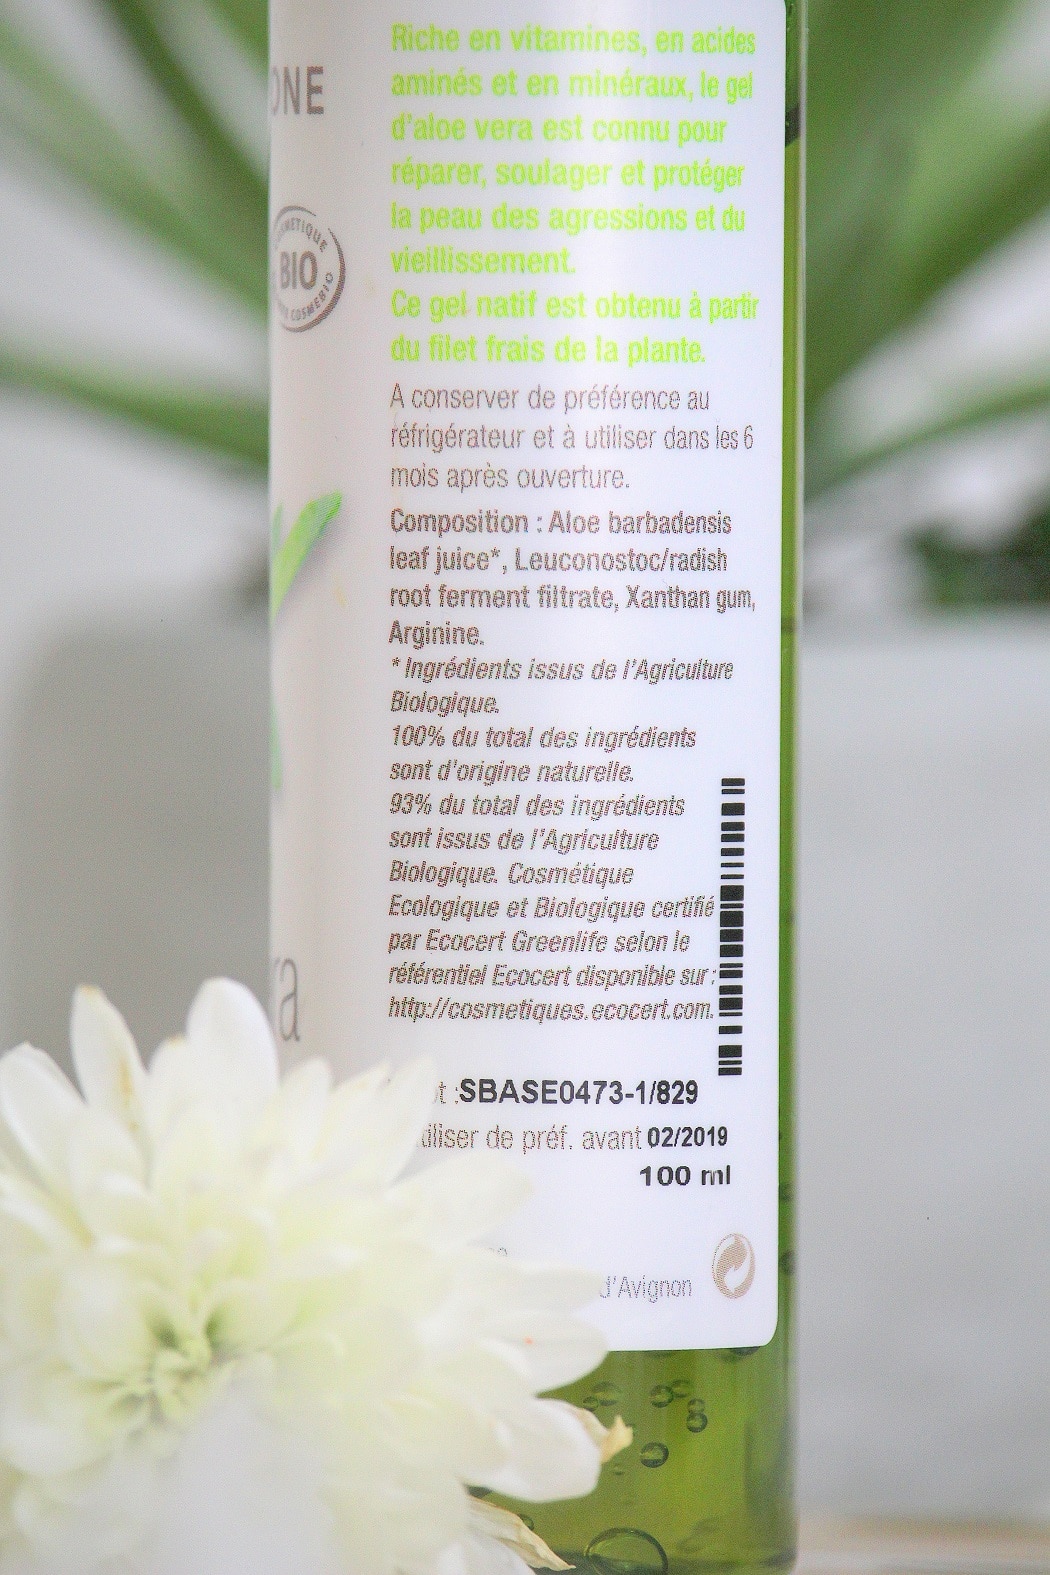 Riche en vitamines, en acides
aminés et en minéraux, le gel
d'aloe vera est connu pour
réparer, soulager et protéger
la peau des agressions et du
vieillissement.
Ce gel natif est obtenu à partir
du filet frais de la plante.
A conserver de préférence au
réfrigérateur et à utiliser dans les 6
mois après ouverture.
Composition : Aloe barbadensis
leaf juice*, Leuconostoc/radish
root ferment filtrate, Xanthan gum,
Arginine.
* Ingrédients issus de l'Agriculture
Biologique.
100% du total des ingrédients
sont d'origine naturelle.
93% du total des ingrédients
sont issus de l'Agriculture
Biologique. Cosmétique
Ecologique et Biologique certifié
par Ecocert Greenlife selon le
référentiel Ecocert disponible sur :
http://cosmetiques.ecocert.com.
:SBASE0473-1/829
de préf. avant 02/2019
100 ml
d'Avignon
BIO
COSMEBIO